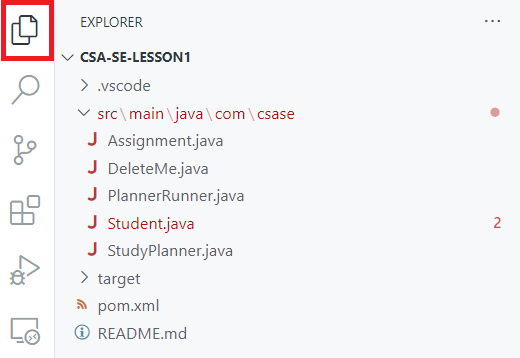 EXPLORER ...
CSA-SE-LESSON1
.vscode
src\main\java\com\csase
J Assignment.java
J DeleteMe.java
J PlannerRunner.java
J Student.java 2
J StudyPlanner.java
target
pom.xml
README.md